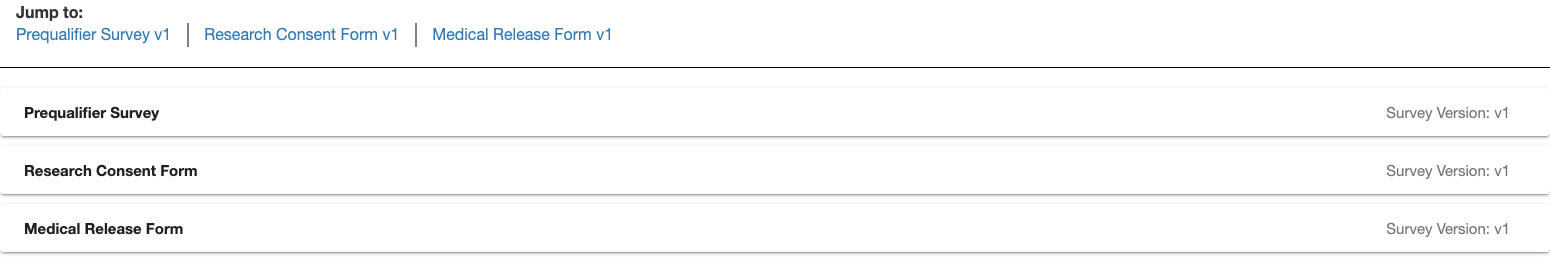 Jump to:
Prequalifier Survey v1 | Research Consent Form v1 | Medical Release Form v1
Prequalifier Survey Survey Version: v1
Research Consent Form Survey Version: v1
Medical Release Form Survey Version: v1